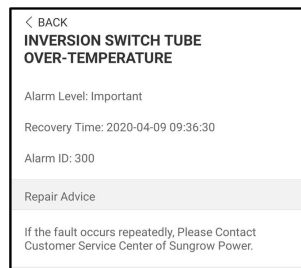 < BACK
INVERSION SWITCH TUBE
OVER-TEMPERATURE
Alarm Level: Important
Recovery Time: 2020-04-09 09:36:30
Alarm ID: 300
Repair Advice
If the fault occurs repeatedly, Please Contact
Customer Service Center of Sungrow Power.